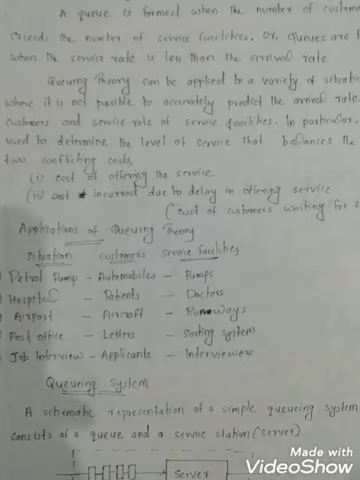 A queue is formed when the number of custome
exceeds the number of service facilities. Or, Queues are f
when the service rate is less than the arrival rate
Queuing Theory can be applied to a variety of situatio
where it is not possible to accurately predict the arrival rate
customers and service rate of service facilities. In particular,
used to determine the level of service that balances the
two conflicting costs,
(i) cost of offering the service
(ii) cost incurred due to delay in offering service
(cust of customers waiting for s
Applications of Queuing Theory
Situation customers service facilities
Petrol Pump - Automobiles - Pumps
Hospital - Patients - Doctors
Airport - Aircraft - Runways
Post office - Letters - Sorting system
Job Interview - Applicants - Interviewers
Queueing System
A schematic representation of a simple queueing system
consists of a queue and a service station (server)
Server
Made with
VideoShow